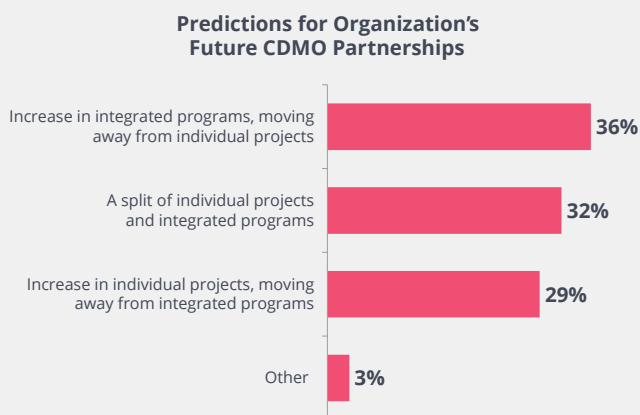 Predictions for Organization's
Future CDMO Partnerships
Increase in integrated programs, moving
away from individual projects
36%
A split of individual projects
and integrated programs
32%
Increase in individual projects, moving
away from integrated programs
29%
Other
3%